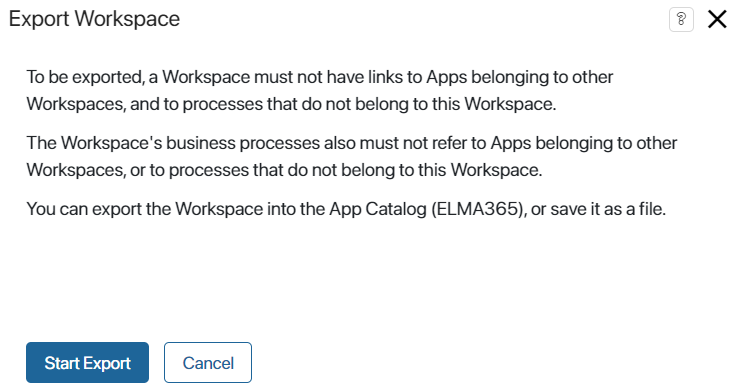 Export Workspace
?
To be exported, a Workspace must not have links to Apps belonging to other
Workspaces, and to processes that do not belong to this Workspace.
The Workspace's business processes also must not refer to Apps belonging to other
Workspaces, or to processes that do not belong to this Workspace.
You can export the Workspace into the App Catalog (ELMA365), or save it as a file.
Start Export
Cancel